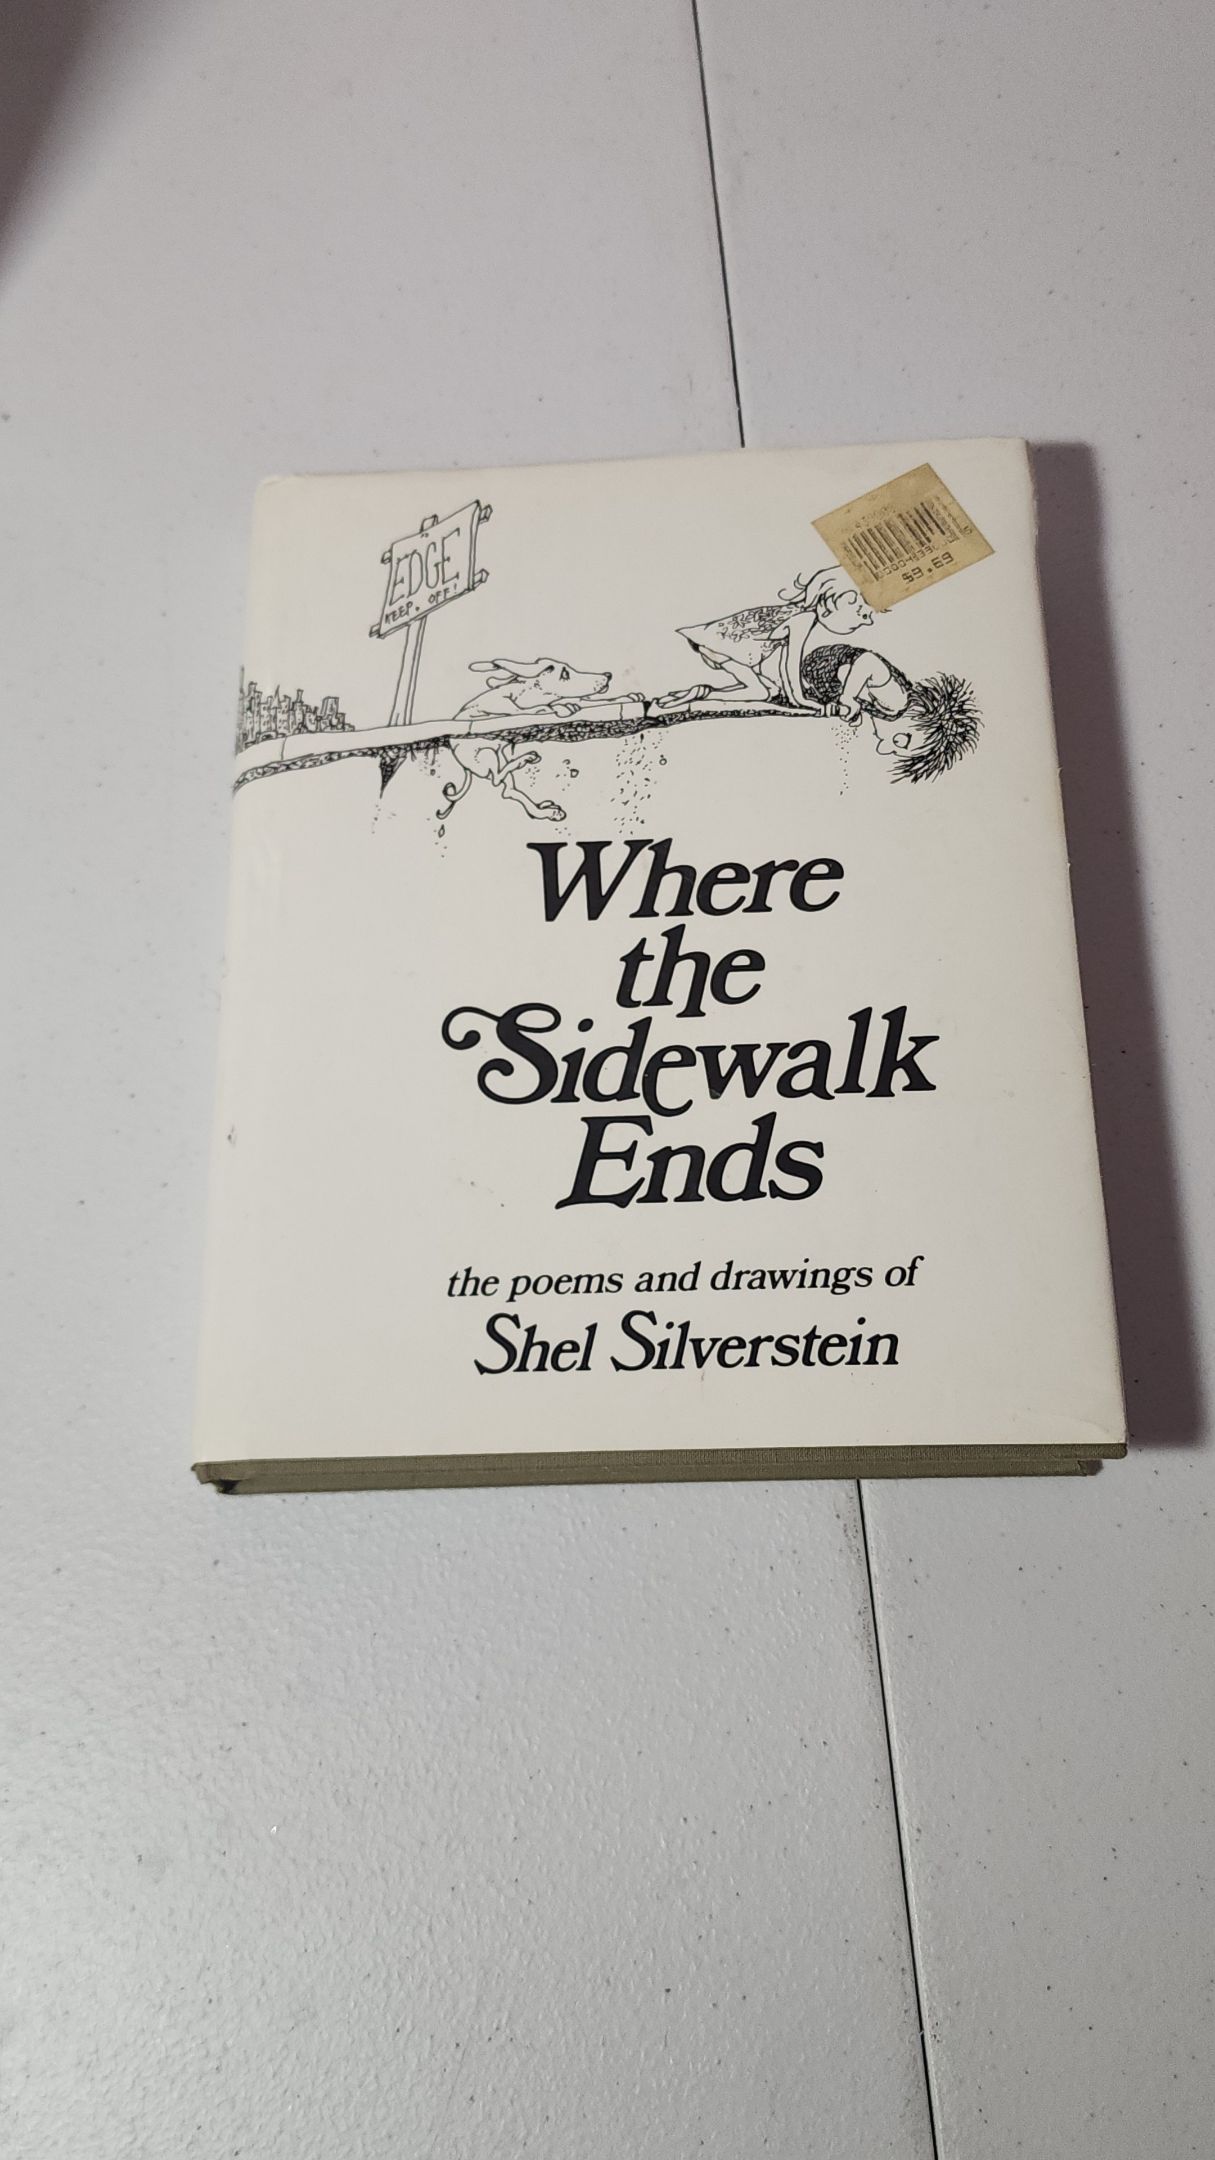 EDGE
KEEP. OFF!
$9.69
Where
the
Sidewalk
Ends
the poems and drawings of
Shel Silverstein